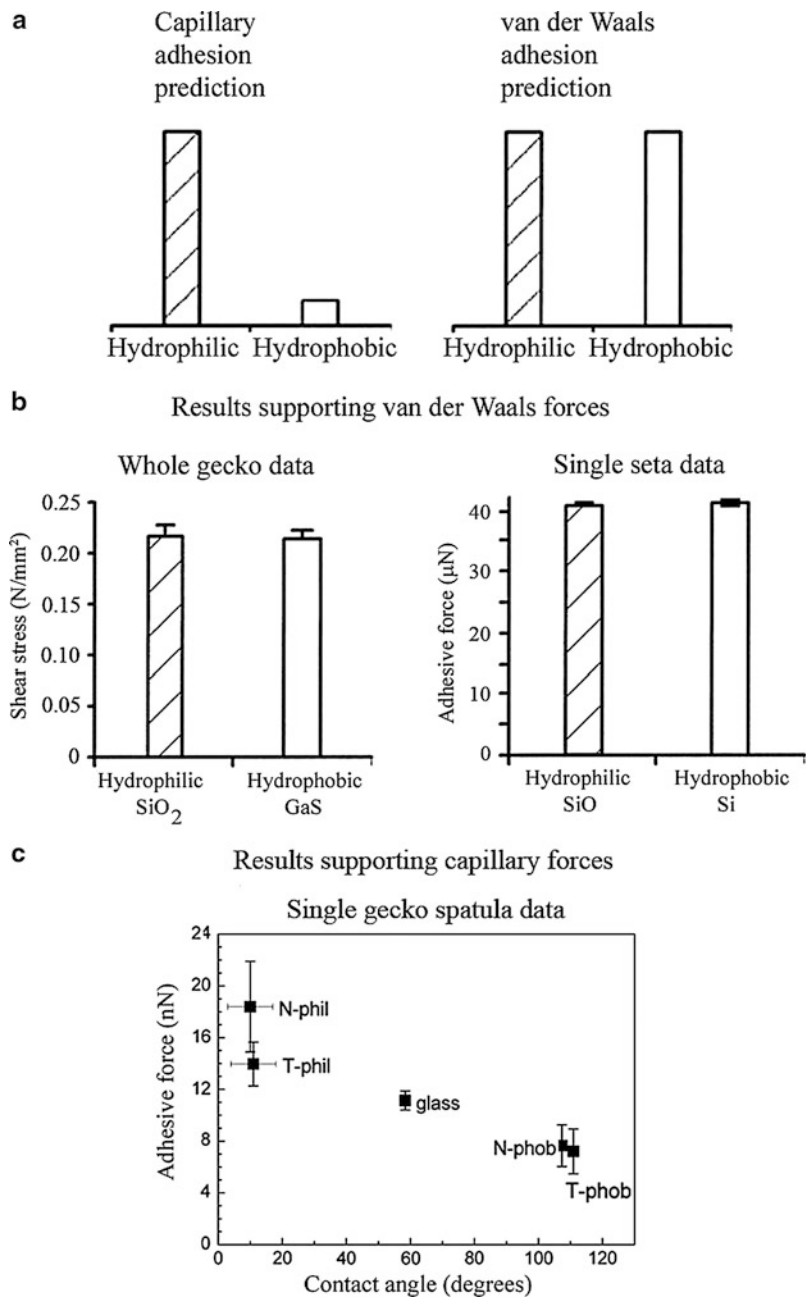 a
Capillary
adhesion
prediction
van der Waals
adhesion
prediction
Hydrophilic
Hydrophobic
Hydrophilic
Hydrophobic
b
Results supporting van der Waals forces
Whole gecko data
0.25
0.20
0.15
0.10
0.05
0
Shear stress (N/mm²)
Hydrophilic
SiO₂
Hydrophobic
GaS
Single seta data
40
30
20
10
0
Adhesive force (µN)
Hydrophilic
SiO
Hydrophobic
Si
c
Results supporting capillary forces
Single gecko spatula data
24
20
16
12
8
4
0
Adhesive force (nN)
N-phil
T-phil
glass
N-phob
T-phob
0 20 40 60 80 100 120
Contact angle (degrees)